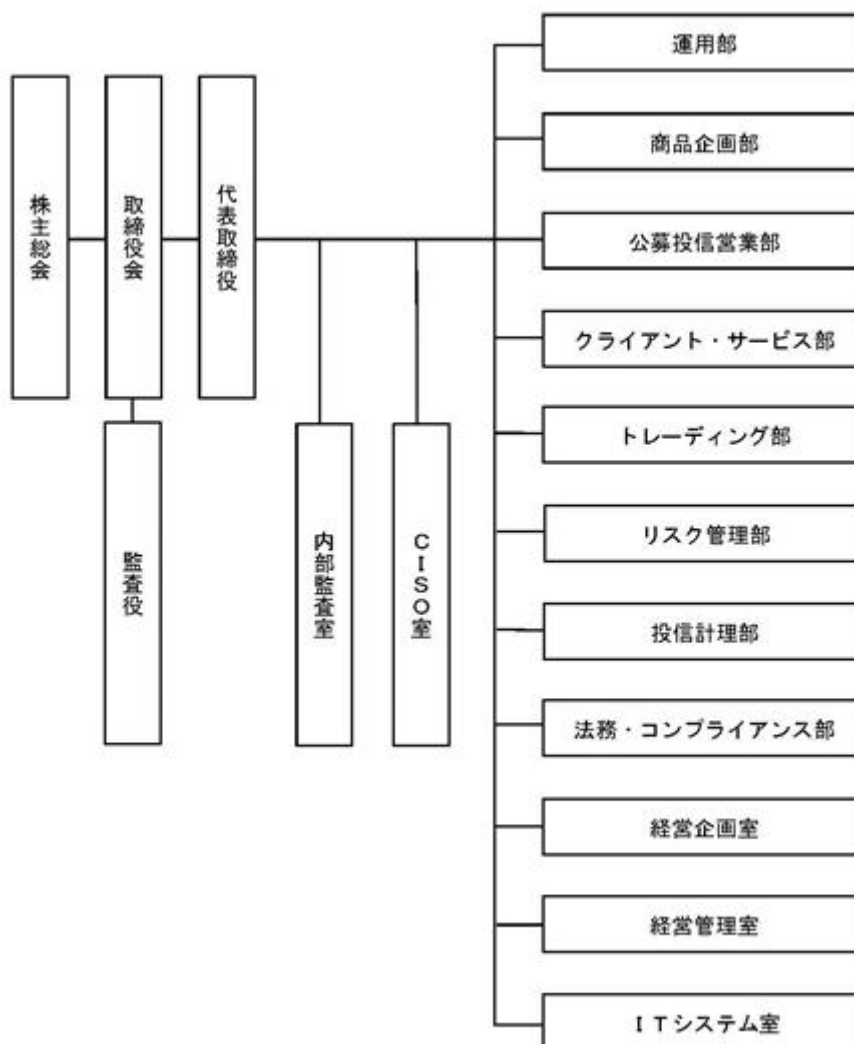 株主総会
取締役会
代表取締役
監査役
内部監査室
ＣＩＳＯ室
運用部
商品企画部
公募投信営業部
クライアント・サービス部
トレーディング部
リスク管理部
投信計理部
法務・コンプライアンス部
経営企画室
経営管理室
ＩＴシステム室